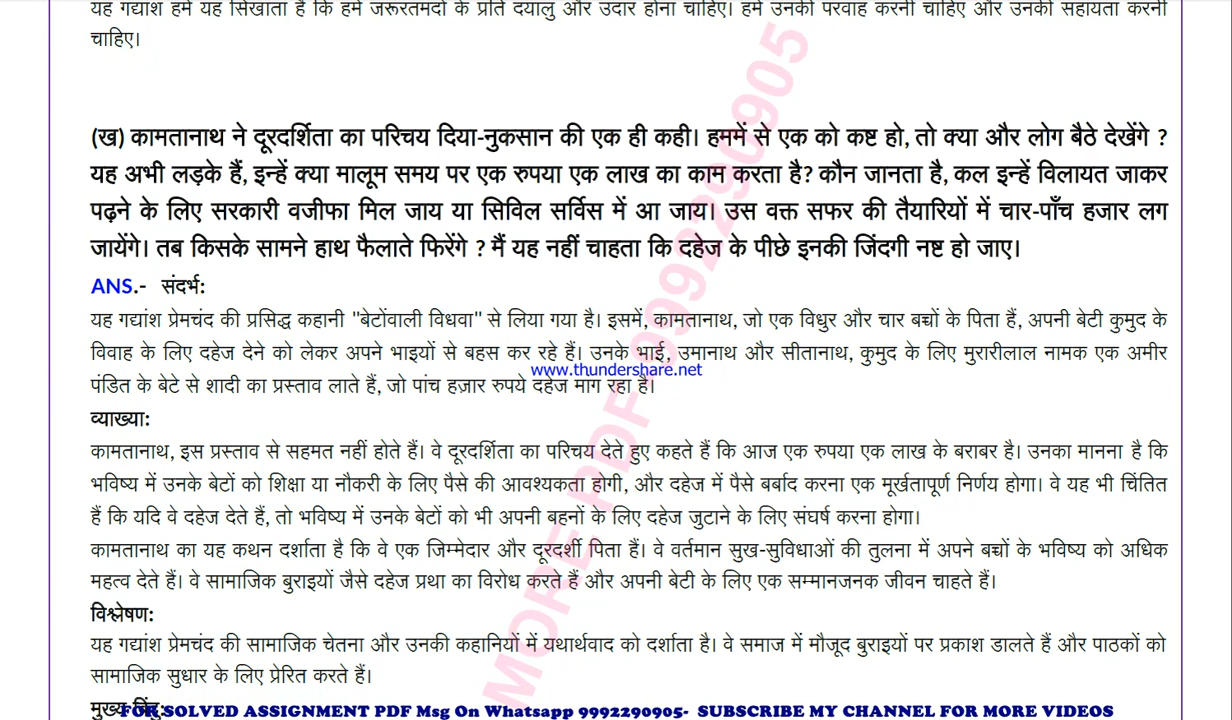 यह गद्यांश हमें यह सिखाता है कि हमें जरूरतमंदों के प्रति दयालु और उदार होना चाहिए। हमें उनकी परवाह करनी चाहिए और उनकी सहायता करनी
चाहिए।
(ख) कामतानाथ ने दूरदर्शिता का परिचय दिया-नुकसान की एक ही कही। हममें से एक को कष्ट हो, तो क्या और लोग बैठे देखेंगे ?
यह अभी लड़के हैं, इन्हें क्या मालूम समय पर एक रुपया एक लाख का काम करता है? कौन जानता है, कल इन्हें विलायत जाकर
पढ़ने के लिए सरकारी वजीफा मिल जाय या सिविल सर्विस में आ जाय। उस वक्त सफर की तैयारियों में चार-पाँच हजार लग
जायेंगे। तब किसके सामने हाथ फैलाते फिरेंगे ? मैं यह नहीं चाहता कि दहेज के पीछे इनकी जिंदगी नष्ट हो जाए।
ANS.- संदर्भ:
यह गद्यांश प्रेमचंद की प्रसिद्ध कहानी "बेटोंवाली विधवा" से लिया गया है। इसमें, कामतानाथ, जो एक विधुर और चार बच्चों के पिता हैं, अपनी बेटी कुमुद के
विवाह के लिए दहेज देने को लेकर अपने भाइयों से बहस कर रहे हैं। उनके भाई, उमानाथ और सीतानाथ, कुमुद के लिए मुरारीलाल नामक एक अमीर
www.thundershare.net
पंडित के बेटे से शादी का प्रस्ताव लाते हैं, जो पांच हज़ार रुपये दहेज माग रहा है।
व्याख्या:
कामतानाथ, इस प्रस्ताव से सहमत नहीं होते हैं। वे दूरदर्शिता का परिचय देते हुए कहते हैं कि आज एक रुपया एक लाख के बराबर है। उनका मानना है कि
भविष्य में उनके बेटों को शिक्षा या नौकरी के लिए पैसे की आवश्यकता होगी, और दहेज में पैसे बर्बाद करना एक मूर्खतापूर्ण निर्णय होगा। वे यह भी चिंतित
हैं कि यदि वे दहेज देते हैं, तो भविष्य में उनके बेटों को भी अपनी बहनों के लिए दहेज जुटाने के लिए संघर्ष करना होगा।
कामतानाथ का यह कथन दर्शाता है कि वे एक जिम्मेदार और दूरदर्शी पिता हैं। वे वर्तमान सुख-सुविधाओं की तुलना में अपने बच्चों के भविष्य को अधिक
महत्व देते हैं। वे सामाजिक बुराइयों जैसे दहेज प्रथा का विरोध करते हैं और अपनी बेटी के लिए एक सम्मानजनक जीवन चाहते हैं।
विश्लेषण:
यह गद्यांश प्रेमचंद की सामाजिक चेतना और उनकी कहानियों में यथार्थवाद को दर्शाता है। वे समाज में मौजूद बुराइयों पर प्रकाश डालते हैं और पाठकों को
सामाजिक सुधार के लिए प्रेरित करते हैं।
मुख्य बिंदु:
FOR SOLVED ASSIGNMENT PDF Msg On Whatsapp 9992290905- SUBSCRIBE MY CHANNEL FOR MORE VIDEOS
MORE PDF 9992290905